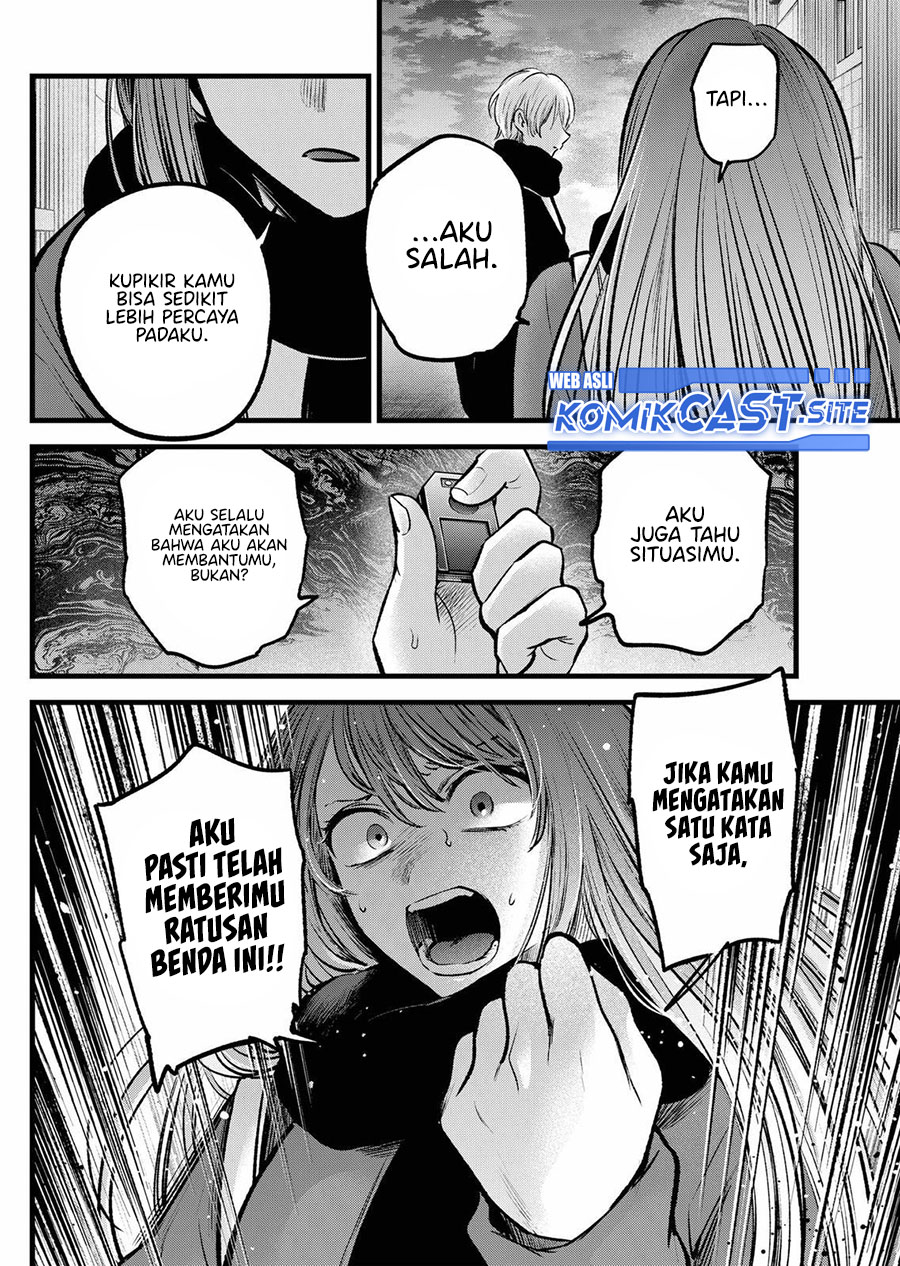 TAPI...
...AKU
SALAH.
KUPIKIR KAMU
BISA SEDIKIT
LEBIH PERCAYA
PADAKU.
WEB ASLI
KOMIKCAST.SITE
AKU
JUGA TAHU
SITUASIMU.
AKU SELALU
MENGATAKAN
BAHWA AKU AKAN
MEMBANTUMU,
BUKAN?
JIKA KAMU
MENGATAKAN
SATU KATA
SAJA,
AKU
PASTI TELAH
MEMBERIMU
RATUSAN
BENDA INI!!